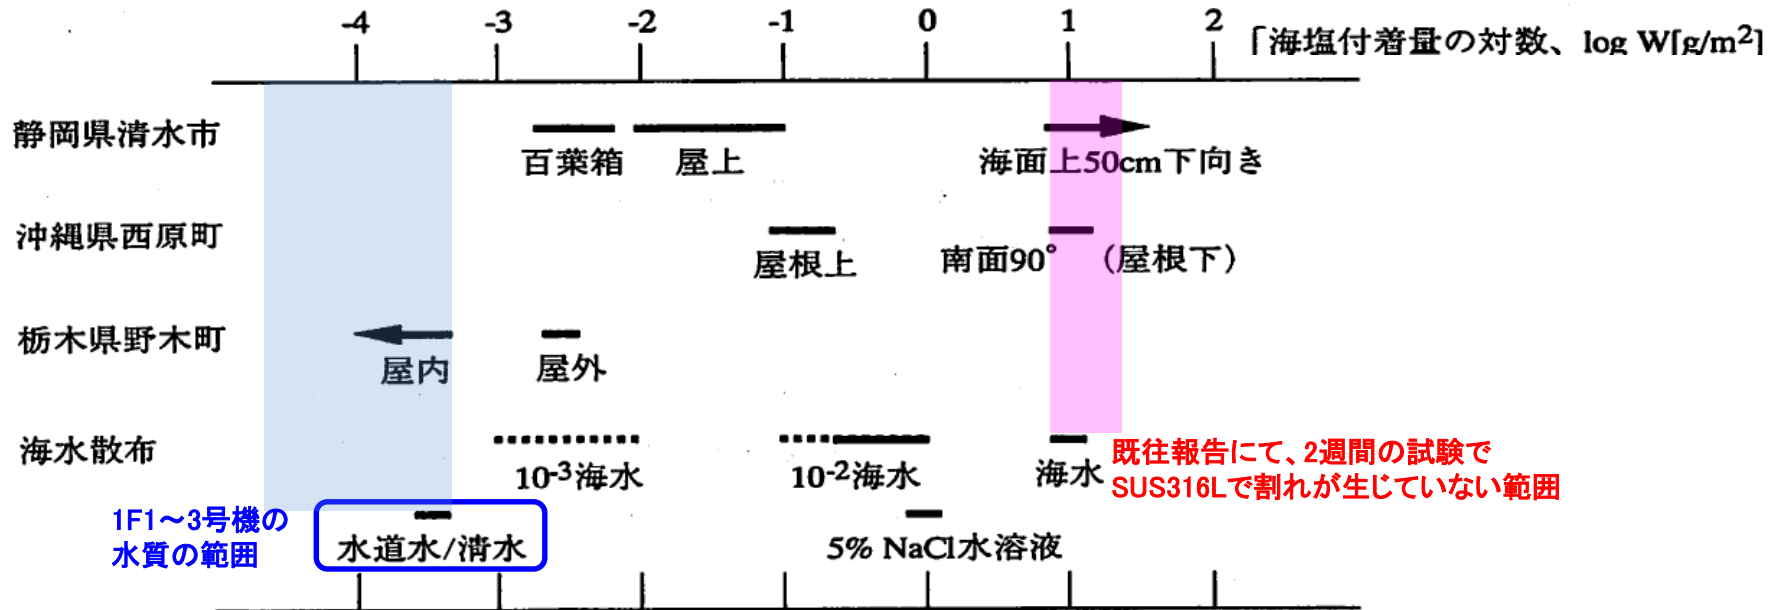 -4 -3 -2 -1 0 1 2 「海塩付着量の対数、log W[g/m2]
静岡県清水市
百葉箱 屋上 海面上50cm下向き
沖縄県西原町
屋根上 南面90° (屋根下)
栃木県野木町
屋内 屋外
海水散布
10-3海水 10-2海水 海水
既往報告にて、2週間の試験で
SUS316Lで割れが生じていない範囲
1F1~3号機の
水質の範囲
水道水/清水 5% NaCl水溶液